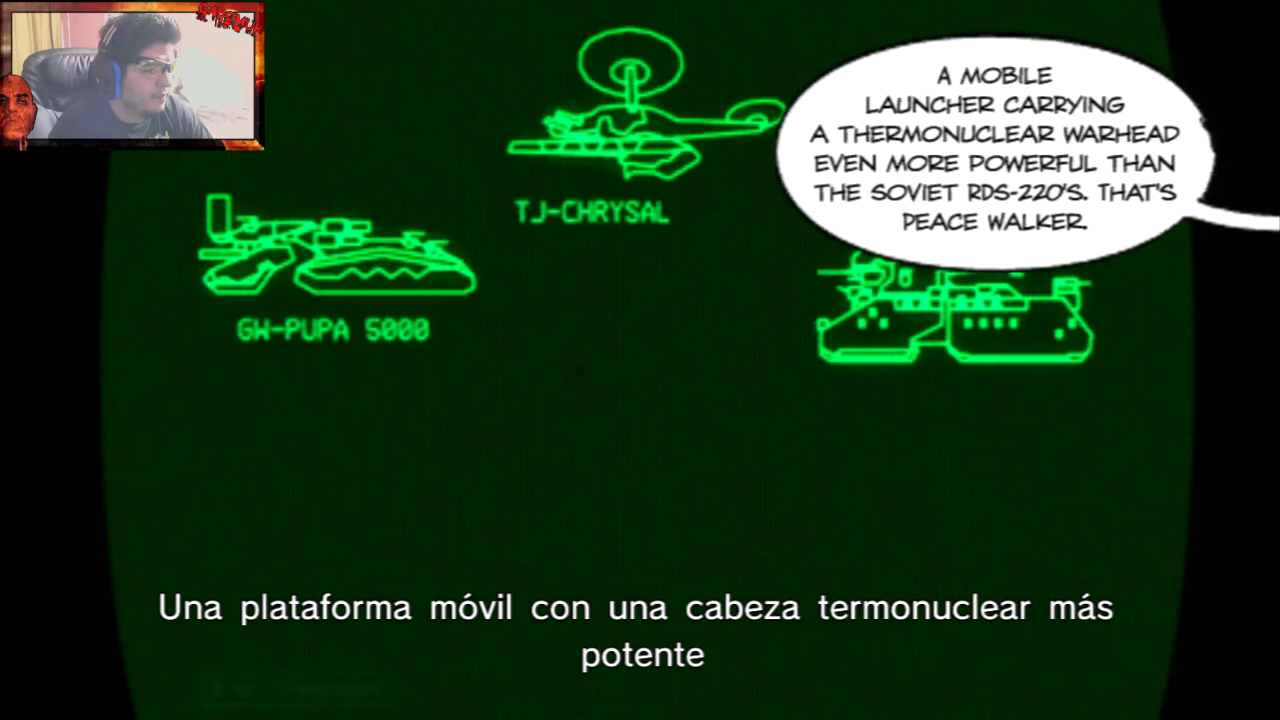 A MOBILE
LAUNCHER CARRYING
A THERMONUCLEAR WARHEAD
EVEN MORE POWERFUL THAN
THE SOVIET RDS-220'S. THAT'S
PEACE WALKER.
TJ-CHRYSAL
GW-PUPA 5000
Una plataforma móvil con una cabeza termonuclear más
potente